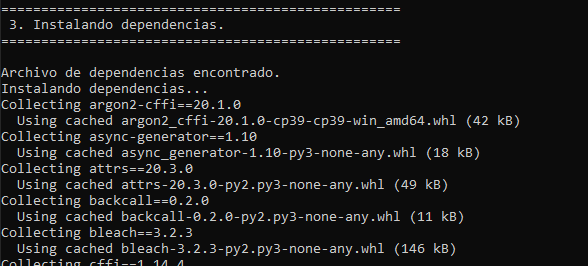 ==================================================
3. Instalando dependencias.
==================================================
Archivo de dependencias encontrado.
Instalando dependencias...
Collecting argon2-cffi==20.1.0
Using cached argon2_cffi-20.1.0-cp39-cp39-win_amd64.whl (42 kB)
Collecting async-generator==1.10
Using cached async_generator-1.10-py3-none-any.whl (18 kB)
Collecting attrs==20.3.0
Using cached attrs-20.3.0-py2.py3-none-any.whl (49 kB)
Collecting backcall==0.2.0
Using cached backcall-0.2.0-py2.py3-none-any.whl (11 kB)
Collecting bleach==3.2.3
Using cached bleach-3.2.3-py2.py3-none-any.whl (146 kB)
Collecting cffi==1.14.4